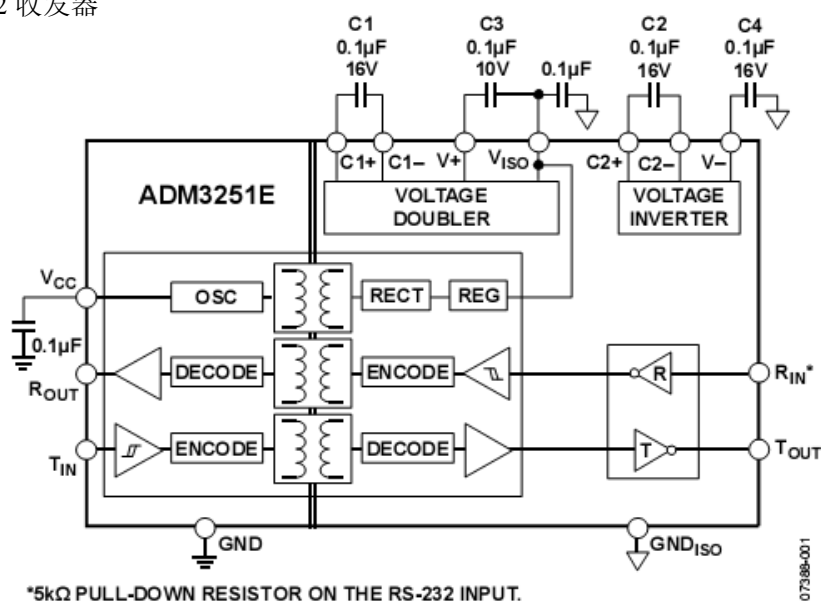 2 收发器
C1 C3 C2 C4
0.1µF 0.1µF 0.1µF 0.1µF
16V 10V 0.1µF 16V 16V
C1+ C1– V+ VISO C2+ C2– V–
ADM3251E
VOLTAGE DOUBLER
VOLTAGE INVERTER
VCC
OSC RECT REG
0.1µF
ROUT DECODE ENCODE R RIN*
TIN ENCODE DECODE T TOUT
GND GNDISO
*5kΩ PULL-DOWN RESISTOR ON THE RS-232 INPUT.
07388-001